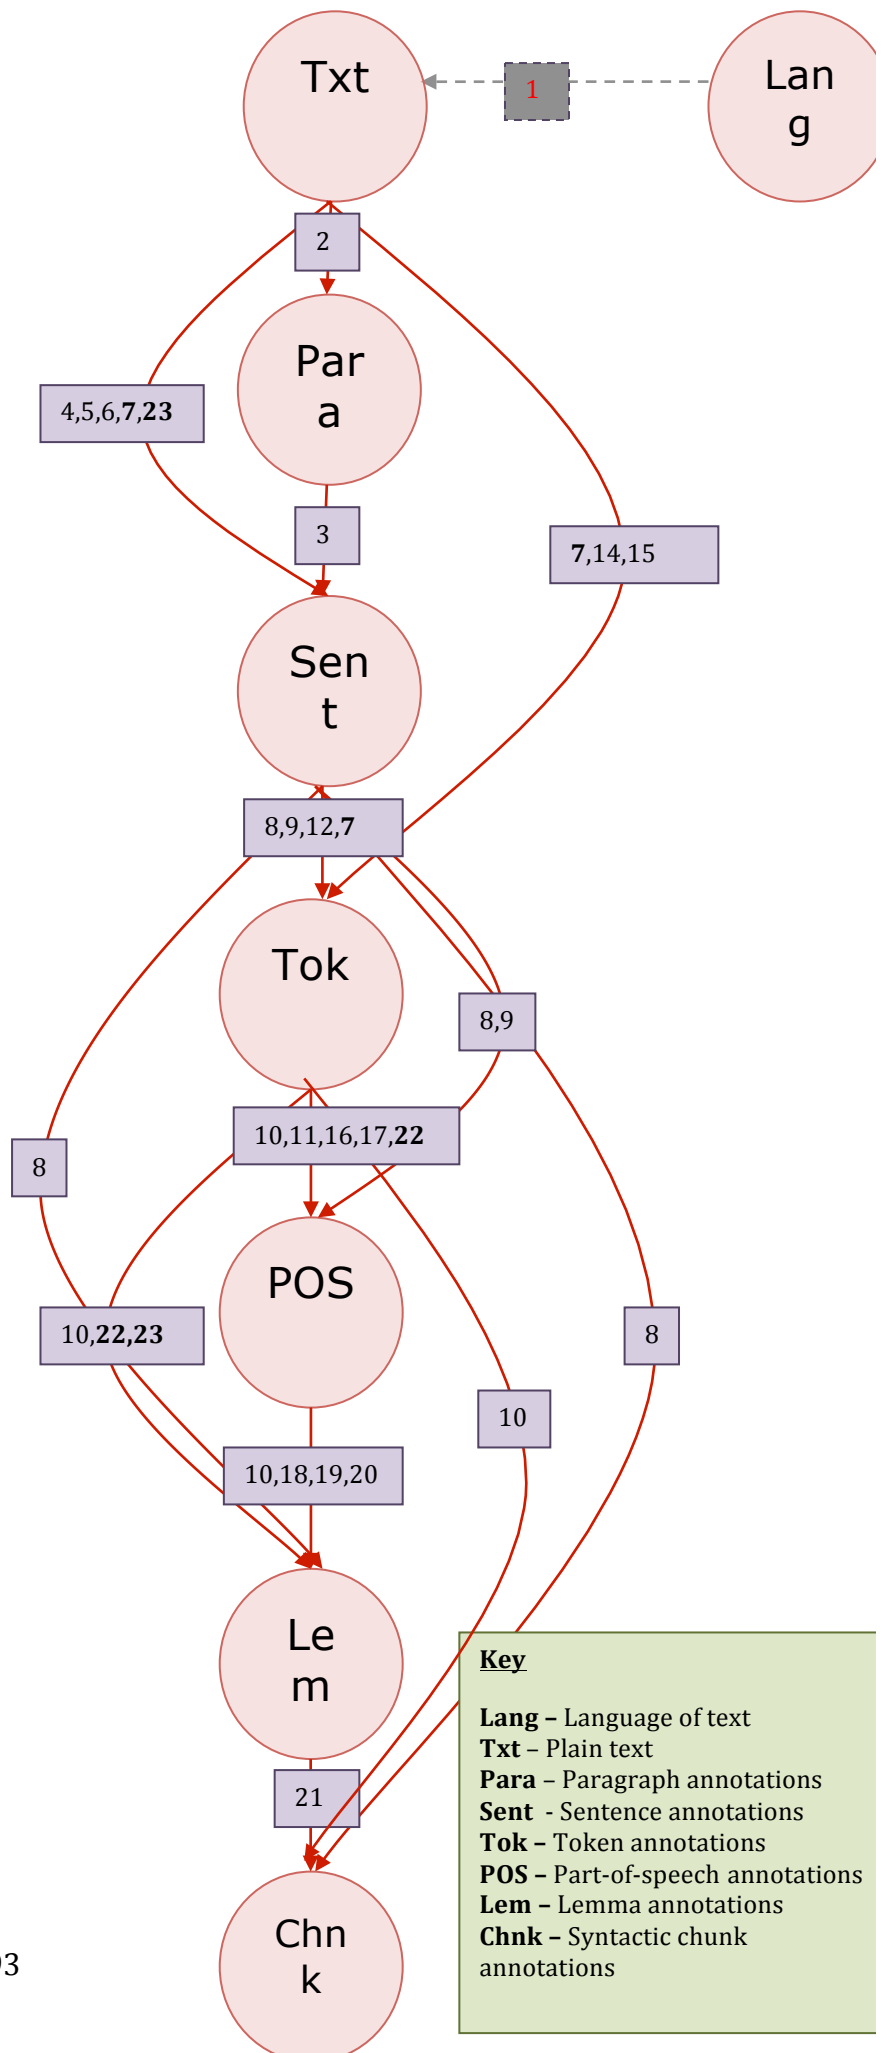 Txt
1
Lan
g
2
Par
a
4,5,6,7,23
3
7,14,15
Sen
t
8,9,12,7
Tok
8,9
10,11,16,17,22
8
POS
10,22,23
8
10
10,18,19,20
Le
m
21
Chn
k
Key
Lang – Language of text
Txt – Plain text
Para – Paragraph annotations
Sent - Sentence annotations
Tok – Token annotations
POS – Part-of-speech annotations
Lem – Lemma annotations
Chnk – Syntactic chunk
annotations